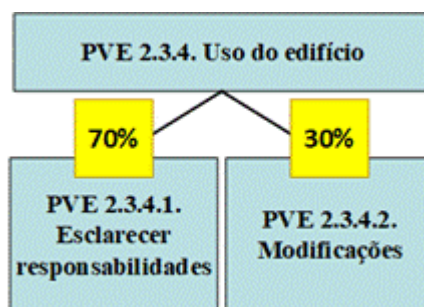 PVE 2.3.4. Uso do edifício
70%
30%
PVE 2.3.4.1.
Esclarecer
responsabilidades
PVE 2.3.4.2.
Modificações